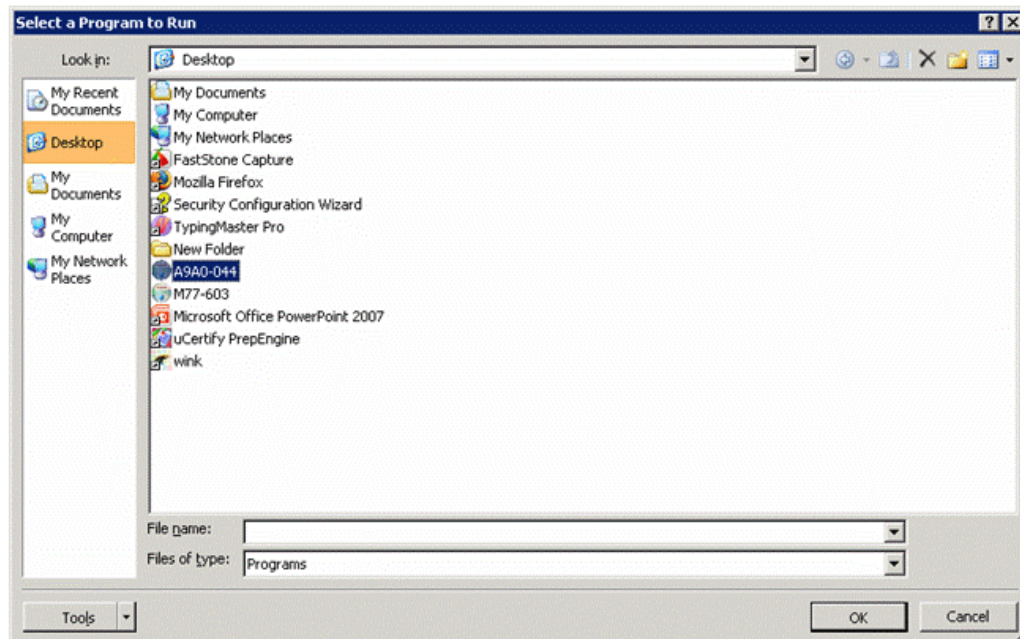 Select a Program to Run
Look in:
Desktop
My Recent
Documents
Desktop
My
Documents
My
Computer
My Network
Places
My Documents
My Computer
My Network Places
FastStone Capture
Mozilla Firefox
Security Configuration Wizard
TypingMaster Pro
New Folder
A9A0-044
M77-603
Microsoft Office PowerPoint 2007
uCertify PrepEngine
wink
File name:
Files of type:
Programs
Tools
OK
Cancel